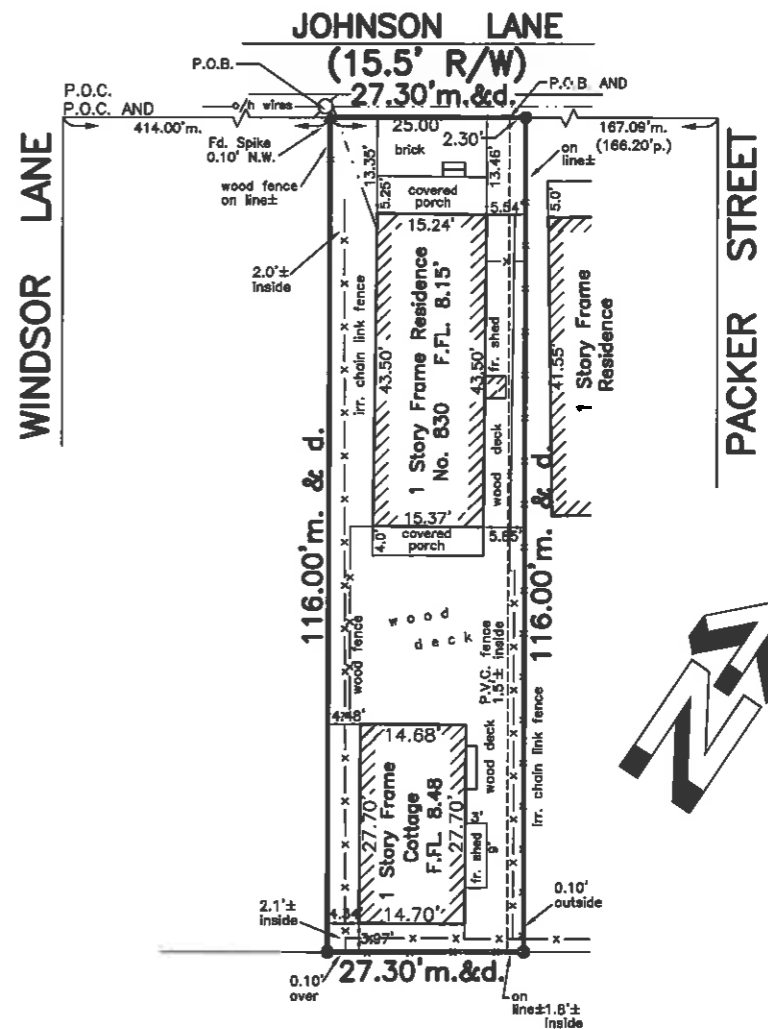 JOHNSON LANE
(15.5' R/W)
27.30'm.&d.
P.O.B.
P.O.B AND
P.O.C.
P.O.C. AND
o/h wires
414.00'm.
25.00'
2.30'
167.09'm.
(166.20'p.)
Fd. Spike
0.10' N.W.
brick
on
line±
wood fence
on line±
13.35'
13.46'
5.25'
covered
porch
5.54'
5.0'
15.24'
WINDSOR LANE
PACKER STREET
2.0'±
inside
irr. chain link fence
43.50'
1 Story Frame Residence
No. 830 F.FL. 8.15'
43.50'
fr. shed
wood deck
41.55'
1 Story Frame
Residence
116.00'm. & d.
116.00'm. & d.
15.37'
4.0'
covered
porch
5.65'
wood
deck
wood fence
P.V.C. fence
1.5'± inside
4.48'
14.68'
wood deck
irr. chain link fence
27.70'
1 Story Frame
Cottage
F.FL 8.48
27.70'
fr. shed
3'
9'
2.1'±
inside
4.34'
14.70'
3.97'
0.10'
outside
0.10'
over
27.30'm.&d.
on
line±1.8'±
inside
N